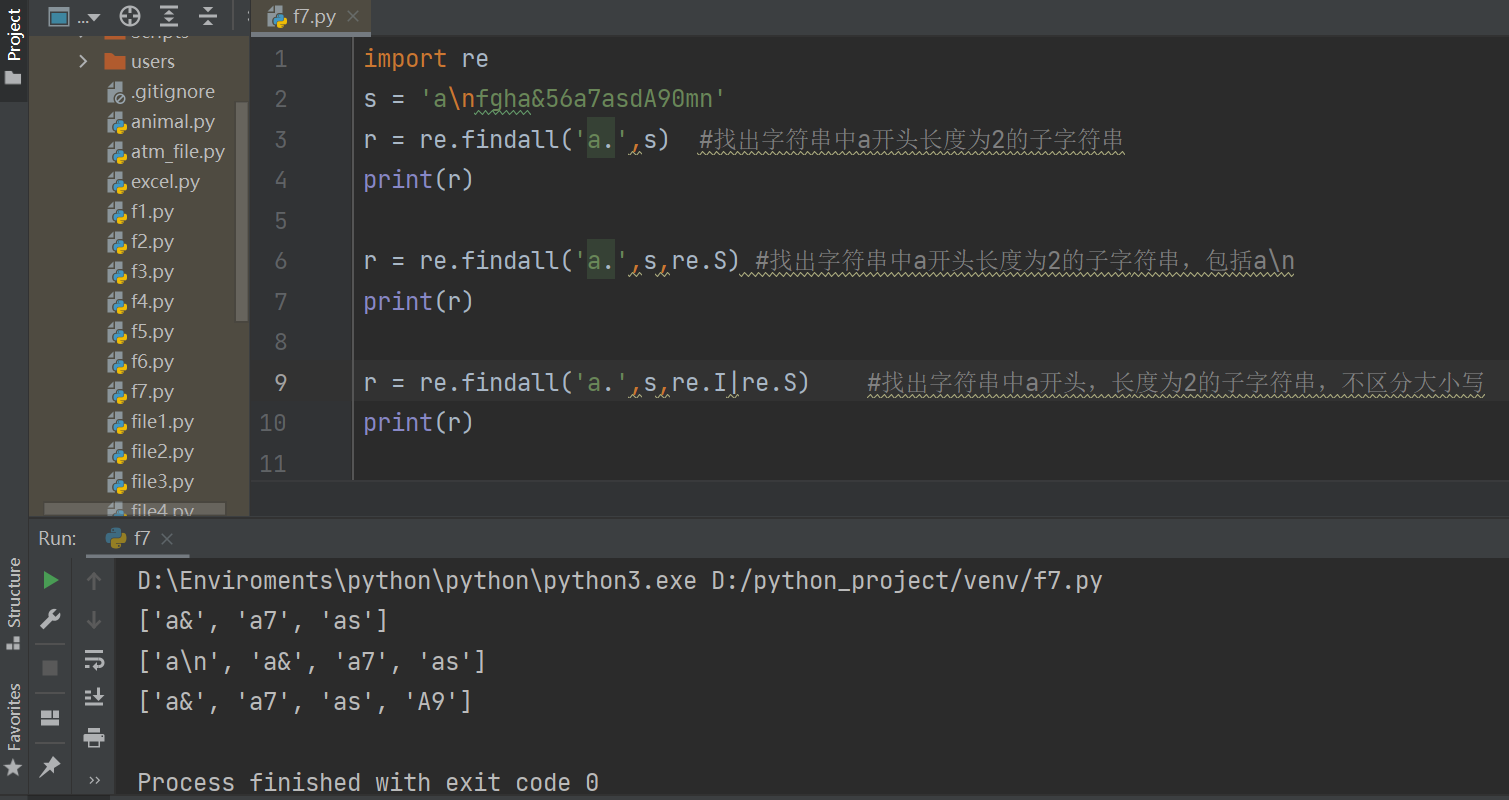 Project
...
f7.py
scripts
users
.gitignore
animal.py
atm_file.py
excel.py
f1.py
f2.py
f3.py
f4.py
f5.py
f6.py
f7.py
file1.py
file2.py
file3.py
file4.py
1 import re
2 s = 'a\nfgha&56a7asdA90mn'
3 r = re.findall('a.',s) #找出字符串中a开头长度为2的子字符串
4 print(r)
5
6 r = re.findall('a.',s,re.S) #找出字符串中a开头长度为2的子字符串，包括a\n
7 print(r)
8
9 r = re.findall('a.',s,re.I|re.S) #找出字符串中a开头，长度为2的子字符串，不区分大小写
10 print(r)
11
Run: f7
Structure
Favorites
D:\Enviroments\python\python\python3.exe D:/python_project/venv/f7.py
['a&', 'a7', 'as']
['a\n', 'a&', 'a7', 'as']
['a&', 'a7', 'as', 'A9']
Process finished with exit code 0